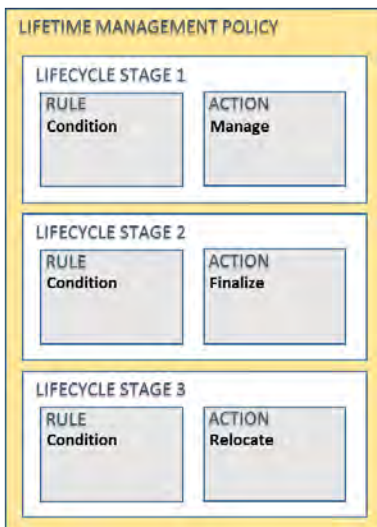 LIFETIME MANAGEMENT POLICY
LIFECYCLE STAGE 1
RULE
Condition
ACTION
Manage
LIFECYCLE STAGE 2
RULE
Condition
ACTION
Finalize
LIFECYCLE STAGE 3
RULE
Condition
ACTION
Relocate